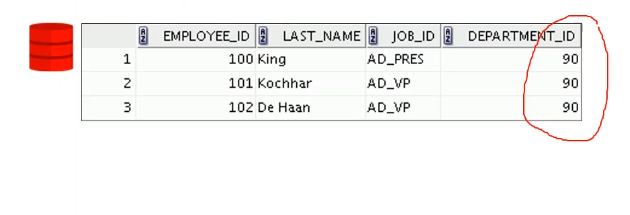 EMPLOYEE_ID LAST_NAME JOB_ID DEPARTMENT_ID
1 100 King AD_PRES 90
2 101 Kochhar AD_VP 90
3 102 De Haan AD_VP 90